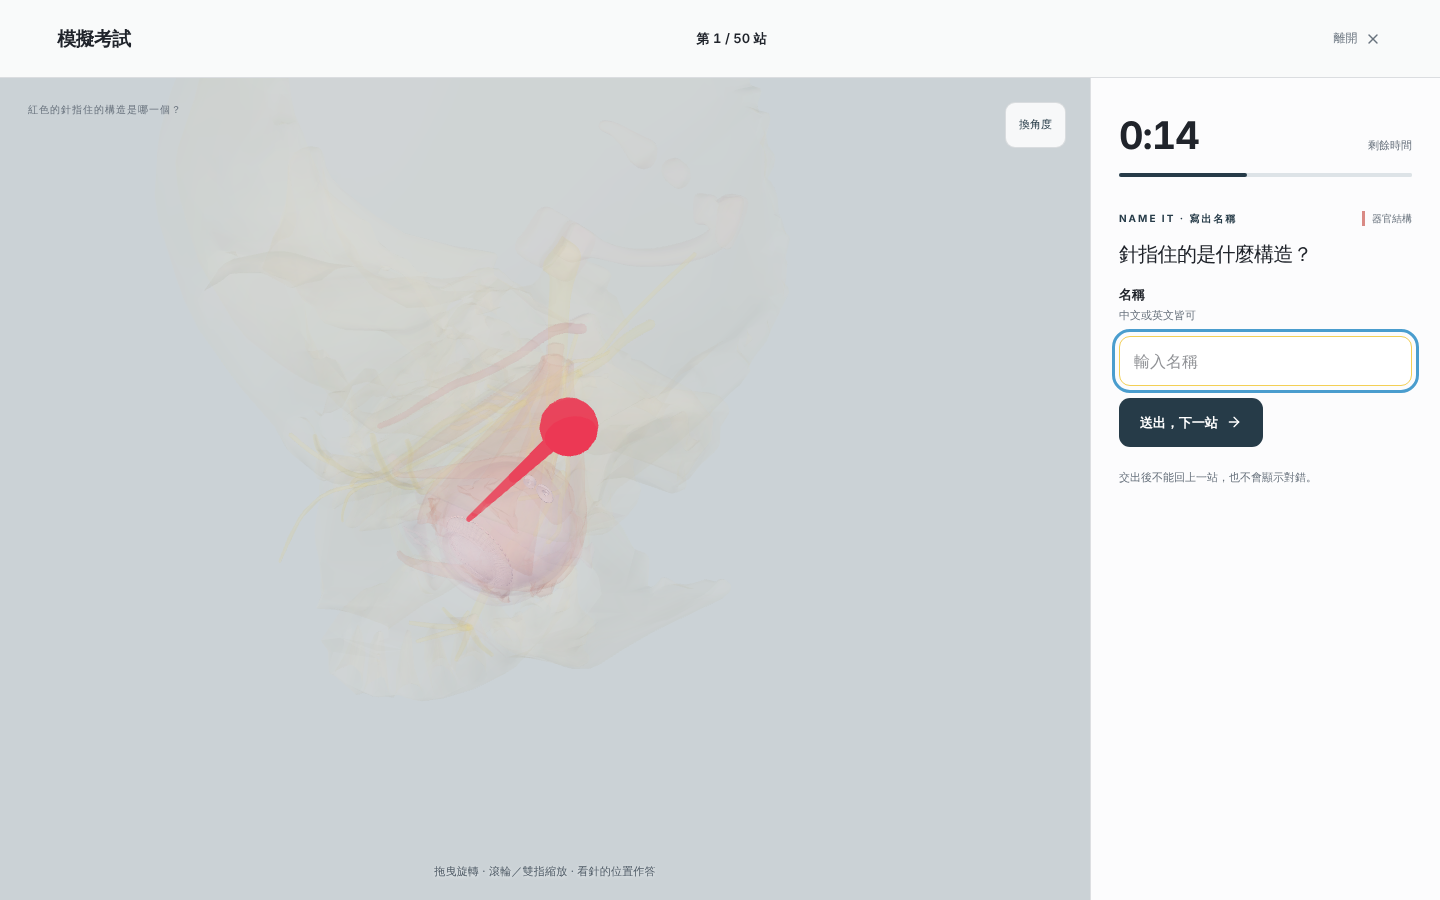 模擬考試
第 1 / 50 站
離開
紅色的針指住的構造是哪一個？
換角度
0:14
剩餘時間
NAME IT · 寫出名稱
器官結構
針指住的是什麼構造？
名稱
中文或英文皆可
輸入名稱
送出，下一站
交出後不能回上一站，也不會顯示對錯。
拖曳旋轉 · 滾輪／雙指縮放 · 看針的位置作答